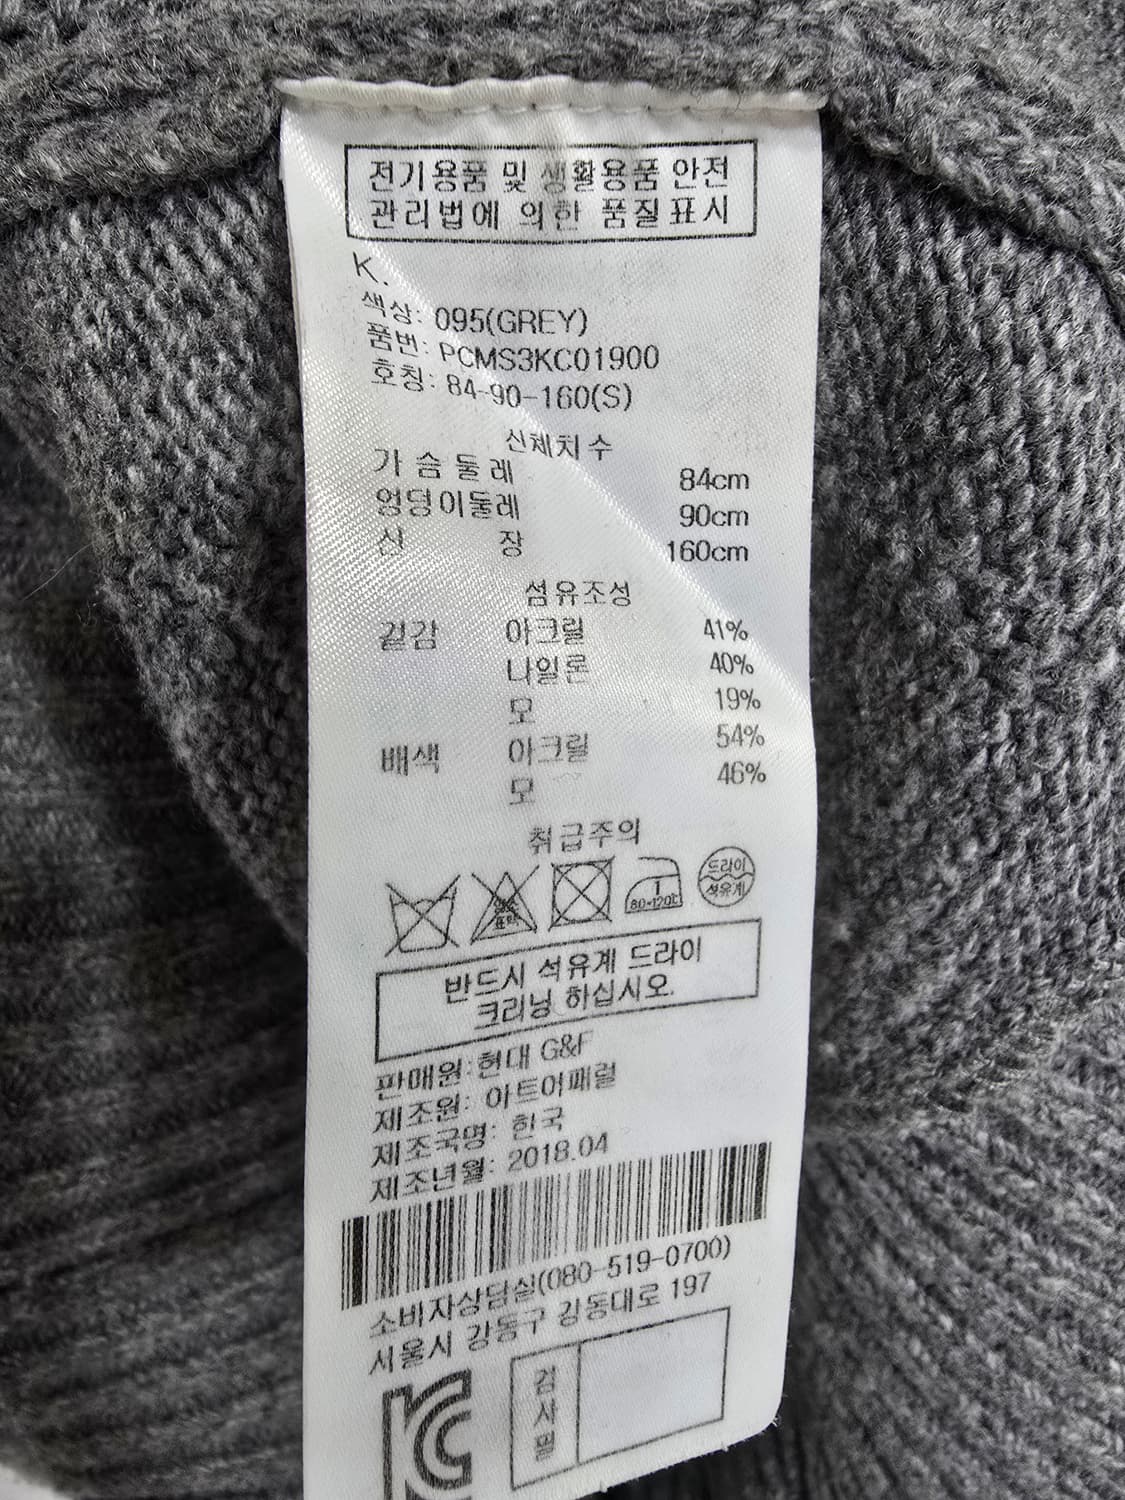 전기용품 및 생활용품 안전
관리법에 의한 품질표시
K.
색상: 095(GREY)
품번: PCMS3KC01900
호칭: 84-90-160(S)
신체치수
가슴둘레 84cm
엉덩이둘레 90cm
신 장 160cm
섬유조성
겉감 아크릴 41%
나일론 40%
모 19%
배색 아크릴 54%
모 46%
취급주의
표백
1
80~120℃
드라이
석유계
반드시 석유계 드라이
크리닝 하십시오.
판매원:현대 G&F
제조원: 아트어패럴
제조국명: 한국
제조년월: 2018.04
소비자상담실(080-519-0700)
서울시 강동구 강동대로 197
검사필